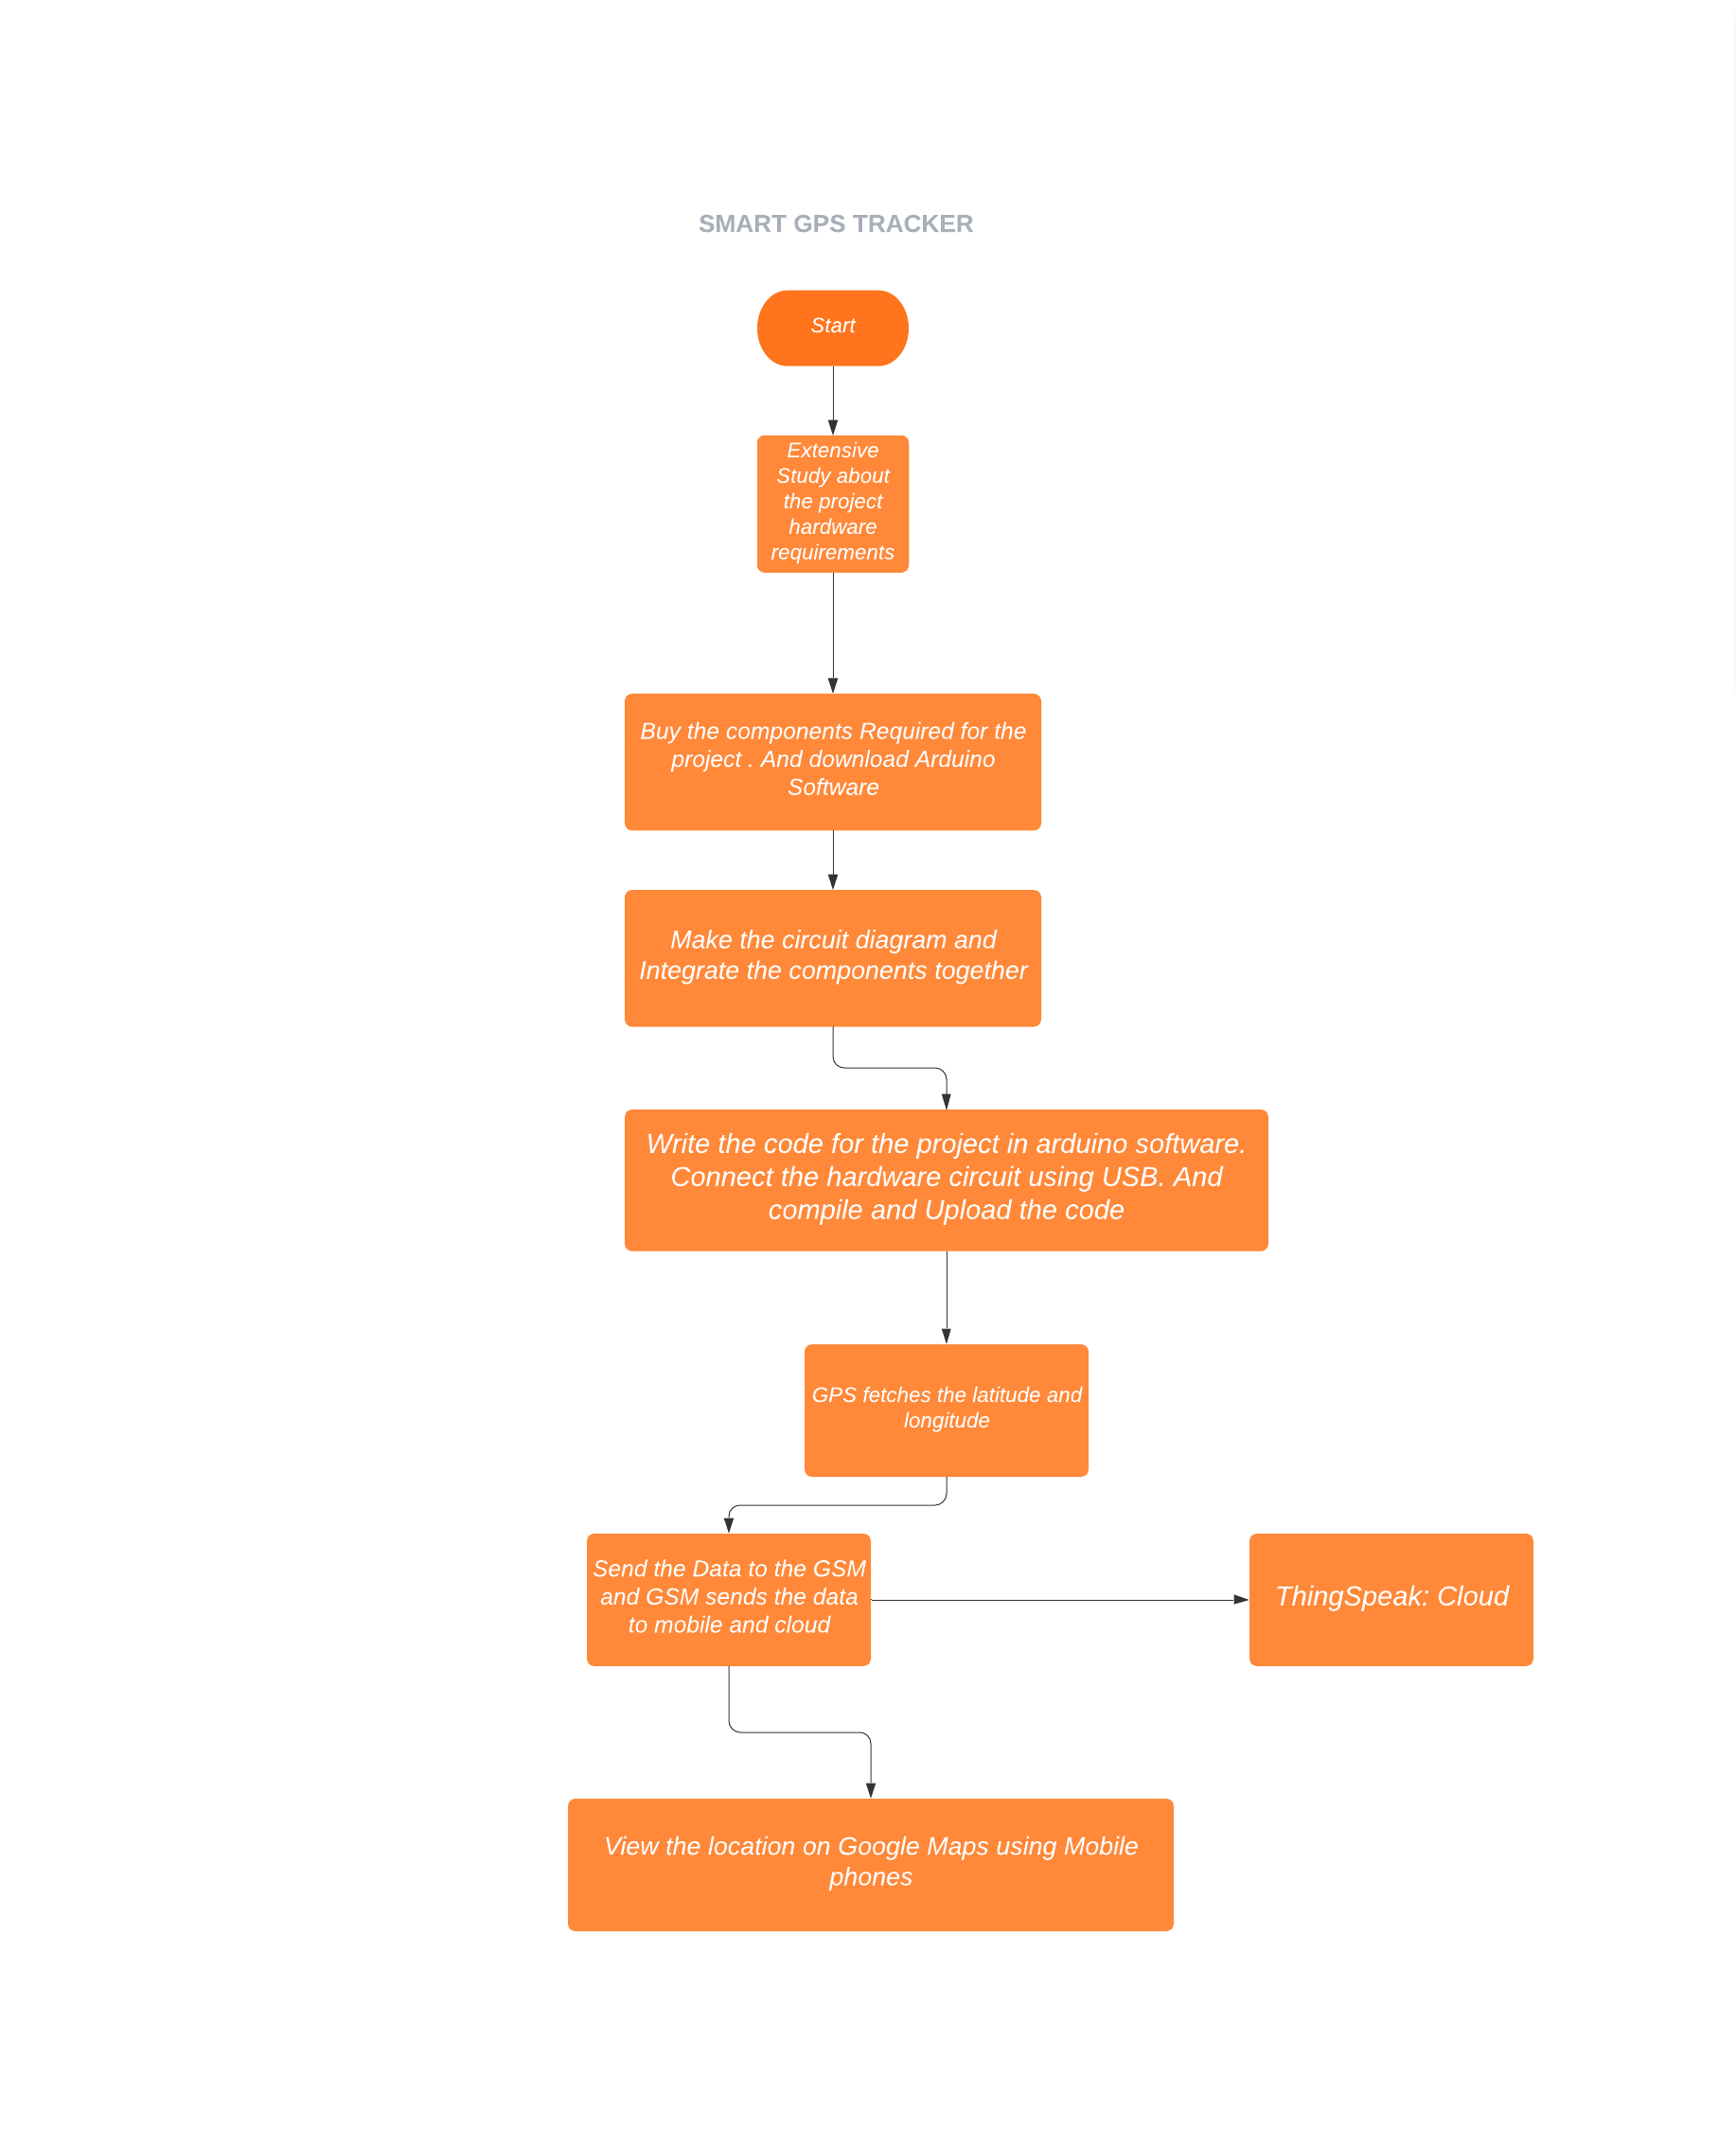 SMART GPS TRACKER
Start
Extensive
Study about
the project
hardware
requirements
Buy the components Required for the
project . And download Arduino
Software
Make the circuit diagram and
Integrate the components together
Write the code for the project in arduino software.
Connect the hardware circuit using USB. And
compile and Upload the code
GPS fetches the latitude and
longitude
Send the Data to the GSM
and GSM sends the data
to mobile and cloud
ThingSpeak: Cloud
View the location on Google Maps using Mobile
phones